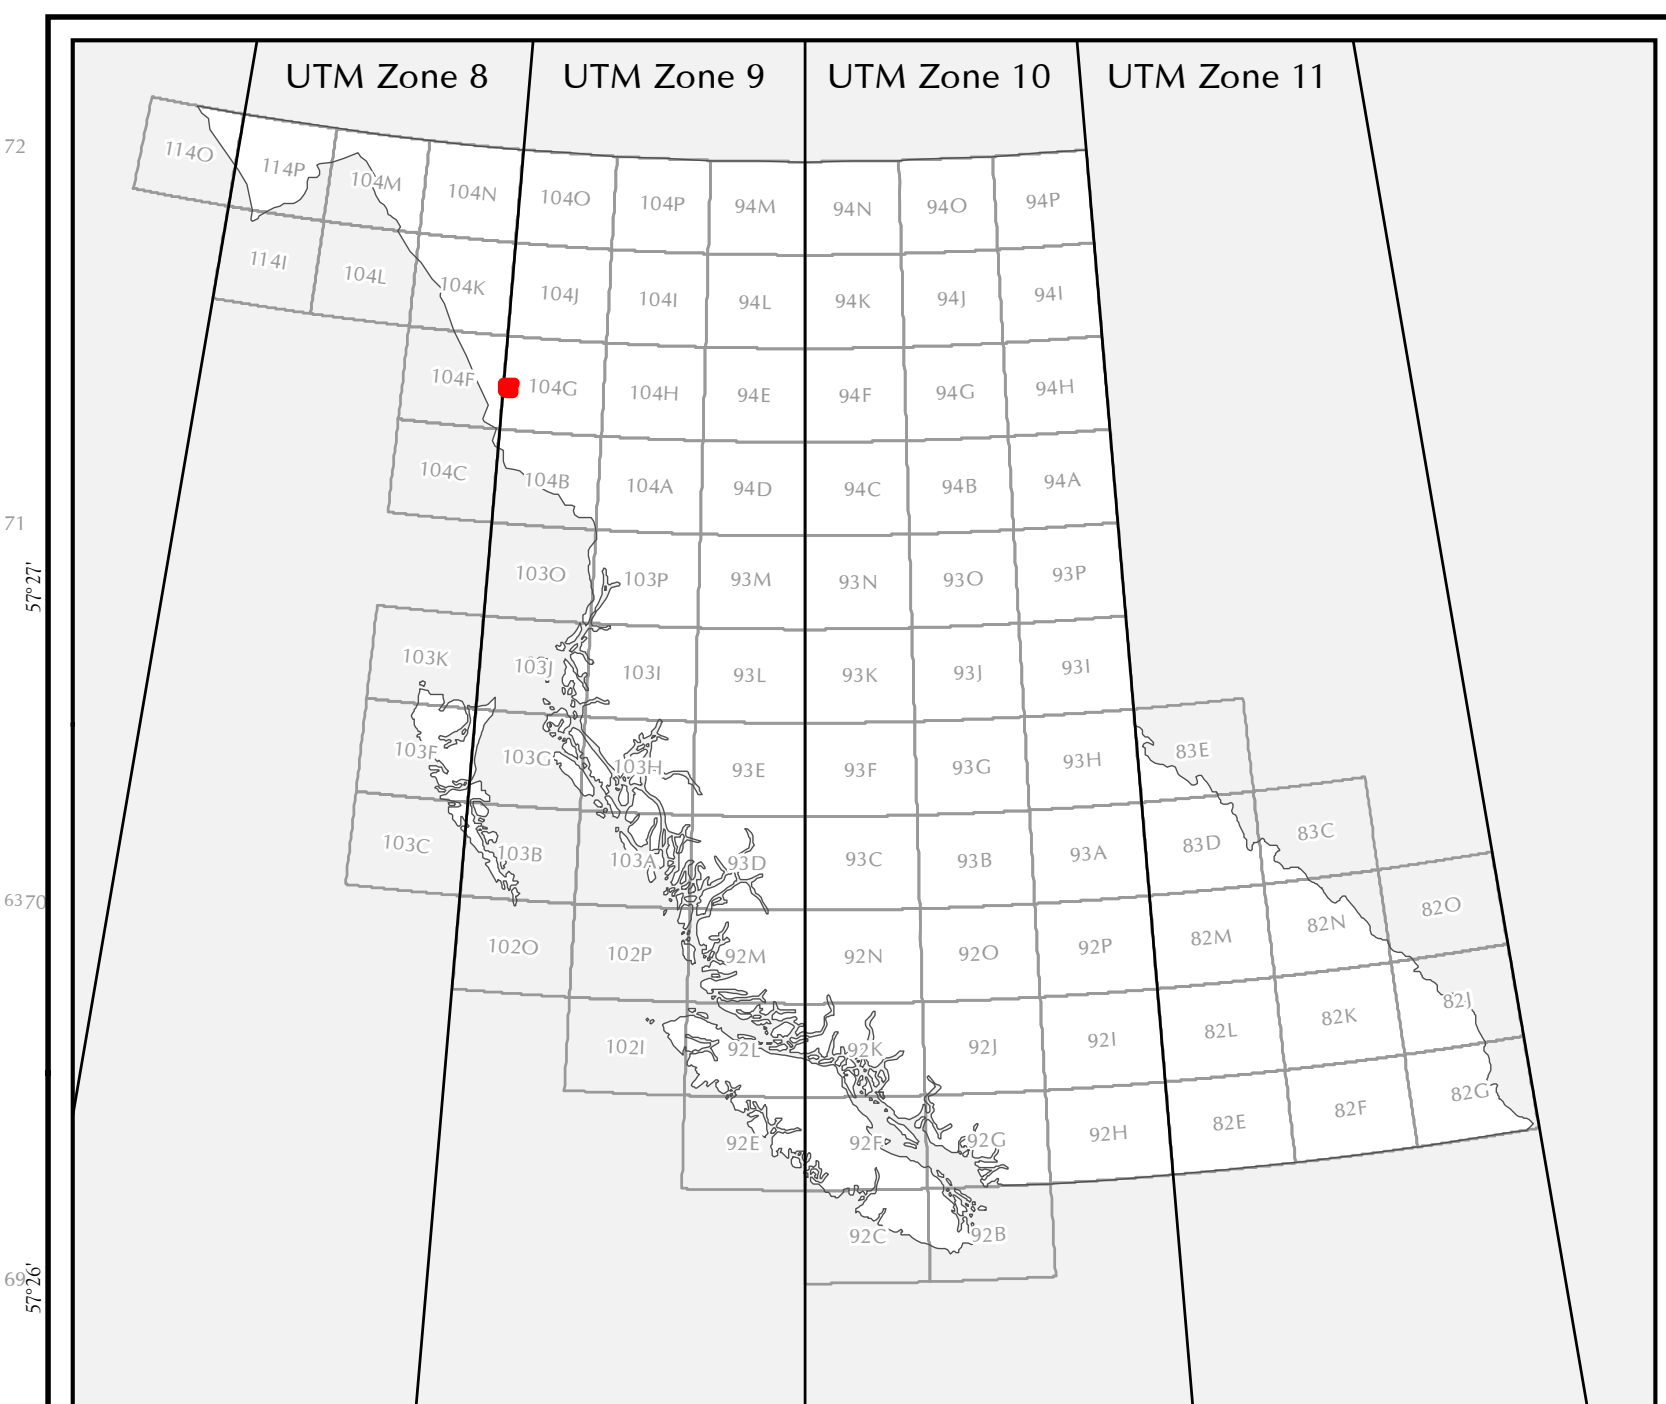 UTM Zone 8 UTM Zone 9 UTM Zone 10 UTM Zone 11
72
114O 114P 104M 104N 104O 104P 94M 94N 94O 94P
114I 104L 104K 104J 104I 94L 94K 94J 94I
104F 104G 104H 94E 94F 94G 94H
104C 104B 104A 94D 94C 94B 94A
71
57°27'
103O 103P 93M 93N 93O 93P
103K 103J 103I 93L 93K 93J 93I
103F 103G 103H 93E 93F 93G 93H 83E
103C 103B 103A 93D 93C 93B 93A 83D 83C
6370
102O 102P 92M 92N 92O 92P 82M 82N 82O
102I 92L 92K 92J 92I 82L 82K 82J
92E 92F 92G 92H 82E 82F 82G
92C 92B
69
57°26'